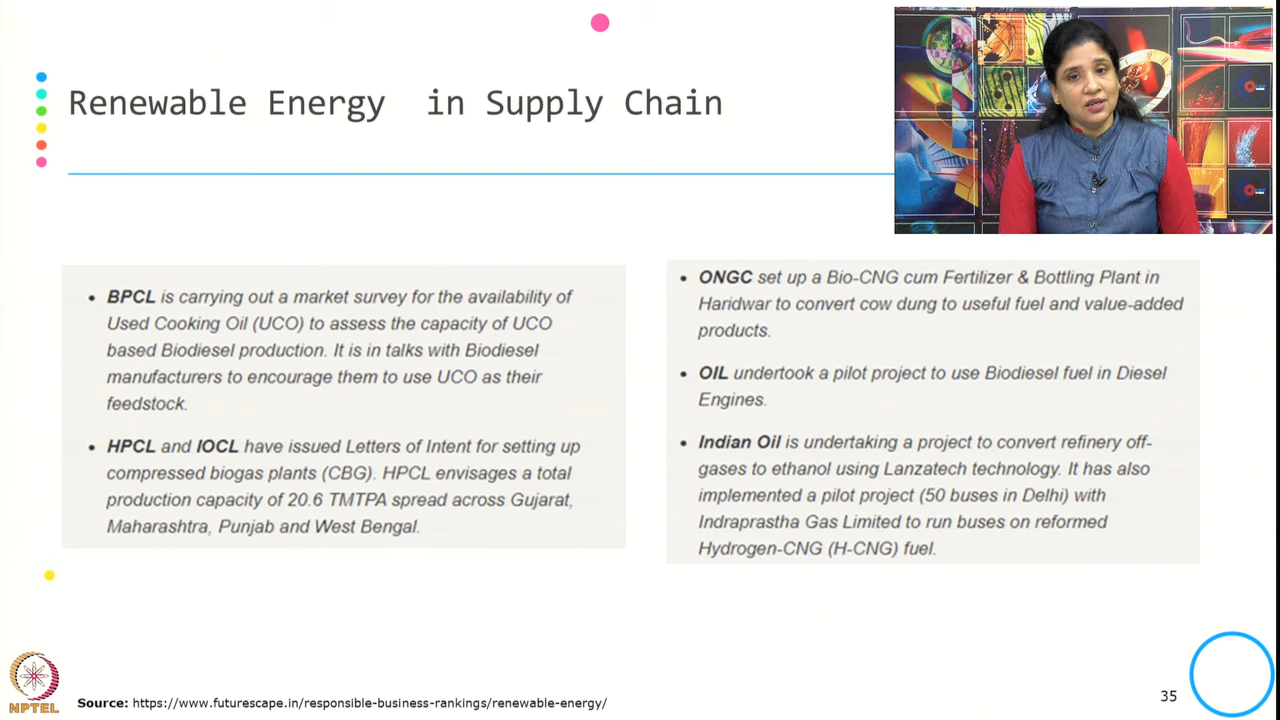 Renewable Energy in Supply Chain
• BPCL is carrying out a market survey for the availability of
Used Cooking Oil (UCO) to assess the capacity of UCO
based Biodiesel production. It is in talks with Biodiesel
manufacturers to encourage them to use UCO as their
feedstock.
• HPCL and IOCL have issued Letters of Intent for setting up
compressed biogas plants (CBG). HPCL envisages a total
production capacity of 20.6 TMTPA spread across Gujarat,
Maharashtra, Punjab and West Bengal.
• ONGC set up a Bio-CNG cum Fertilizer & Bottling Plant in
Haridwar to convert cow dung to useful fuel and value-added
products.
• OIL undertook a pilot project to use Biodiesel fuel in Diesel
Engines.
• Indian Oil is undertaking a project to convert refinery off-
gases to ethanol using Lanzatech technology. It has also
implemented a pilot project (50 buses in Delhi) with
Indraprastha Gas Limited to run buses on reformed
Hydrogen-CNG (H-CNG) fuel.
NPTEL
Source: https://www.futurescape.in/responsible-business-rankings/renewable-energy/
35